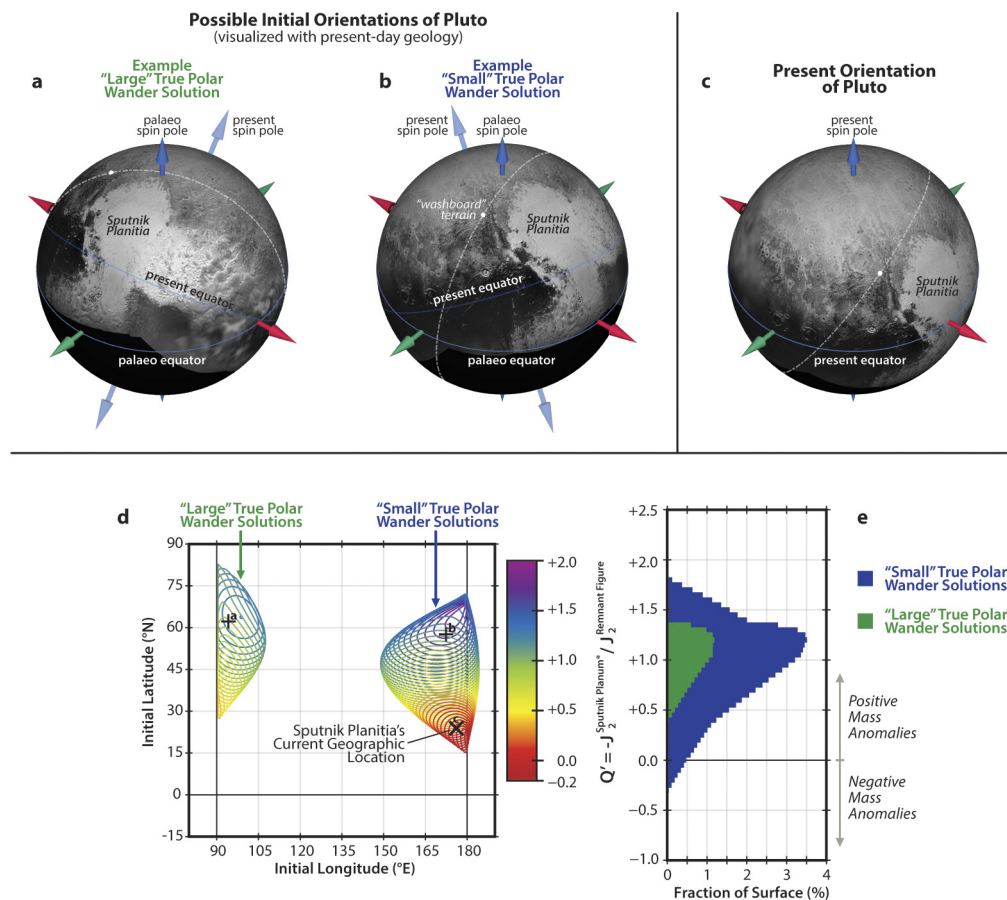 Possible Initial Orientations of Pluto
(visualized with present-day geology)
a
Example
“Large” True Polar
Wander Solution
palaeo
spin pole
present
spin pole
Sputnik
Planitia
present equator
palaeo equator
b
Example
“Small” True Polar
Wander Solution
present
spin pole
palaeo
spin pole
“washboard”
terrain
Sputnik
Planitia
present equator
palaeo equator
c
Present Orientation
of Pluto
present
spin pole
Sputnik
Planitia
present equator
d
“Large” True Polar
Wander Solutions
“Small” True Polar
Wander Solutions
90
75
60
45
30
15
0
-15
Initial Latitude (°N)
a
b
c
Sputnik Planitia’s
Current Geographic
Location
90
105
120
135
150
165
180
Initial Longitude (°E)
+2.0
+1.5
+1.0
+0.5
0.0
−0.2
Q’ = -J₂ Sputnik Planum* / J₂ Remnant Figure
+2.5
+2.0
+1.5
+1.0
+0.5
0.0
−0.5
−1.0
0
1
2
3
4
Fraction of Surface (%)
Positive
Mass
Anomalies
Negative
Mass
Anomalies
e
“Small” True Polar
Wander Solutions
“Large” True Polar
Wander Solutions